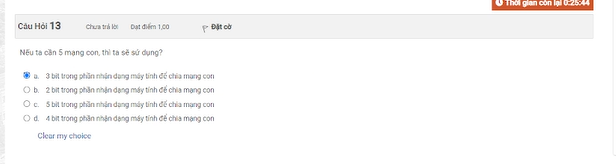 Thời gian còn lại 0:25:44
Câu Hỏi 13 Chưa trả lời Đạt điểm 1,00 Đặt cờ
Nếu ta cần 5 mạng con, thì ta sẽ sử dụng?
a. 3 bit trong phần nhận dạng máy tính để chia mạng con
b. 2 bit trong phần nhận dạng máy tính để chia mạng con
c. 5 bit trong phần nhận dạng máy tính để chia mạng con
d. 4 bit trong phần nhận dạng máy tính để chia mạng con
Clear my choice